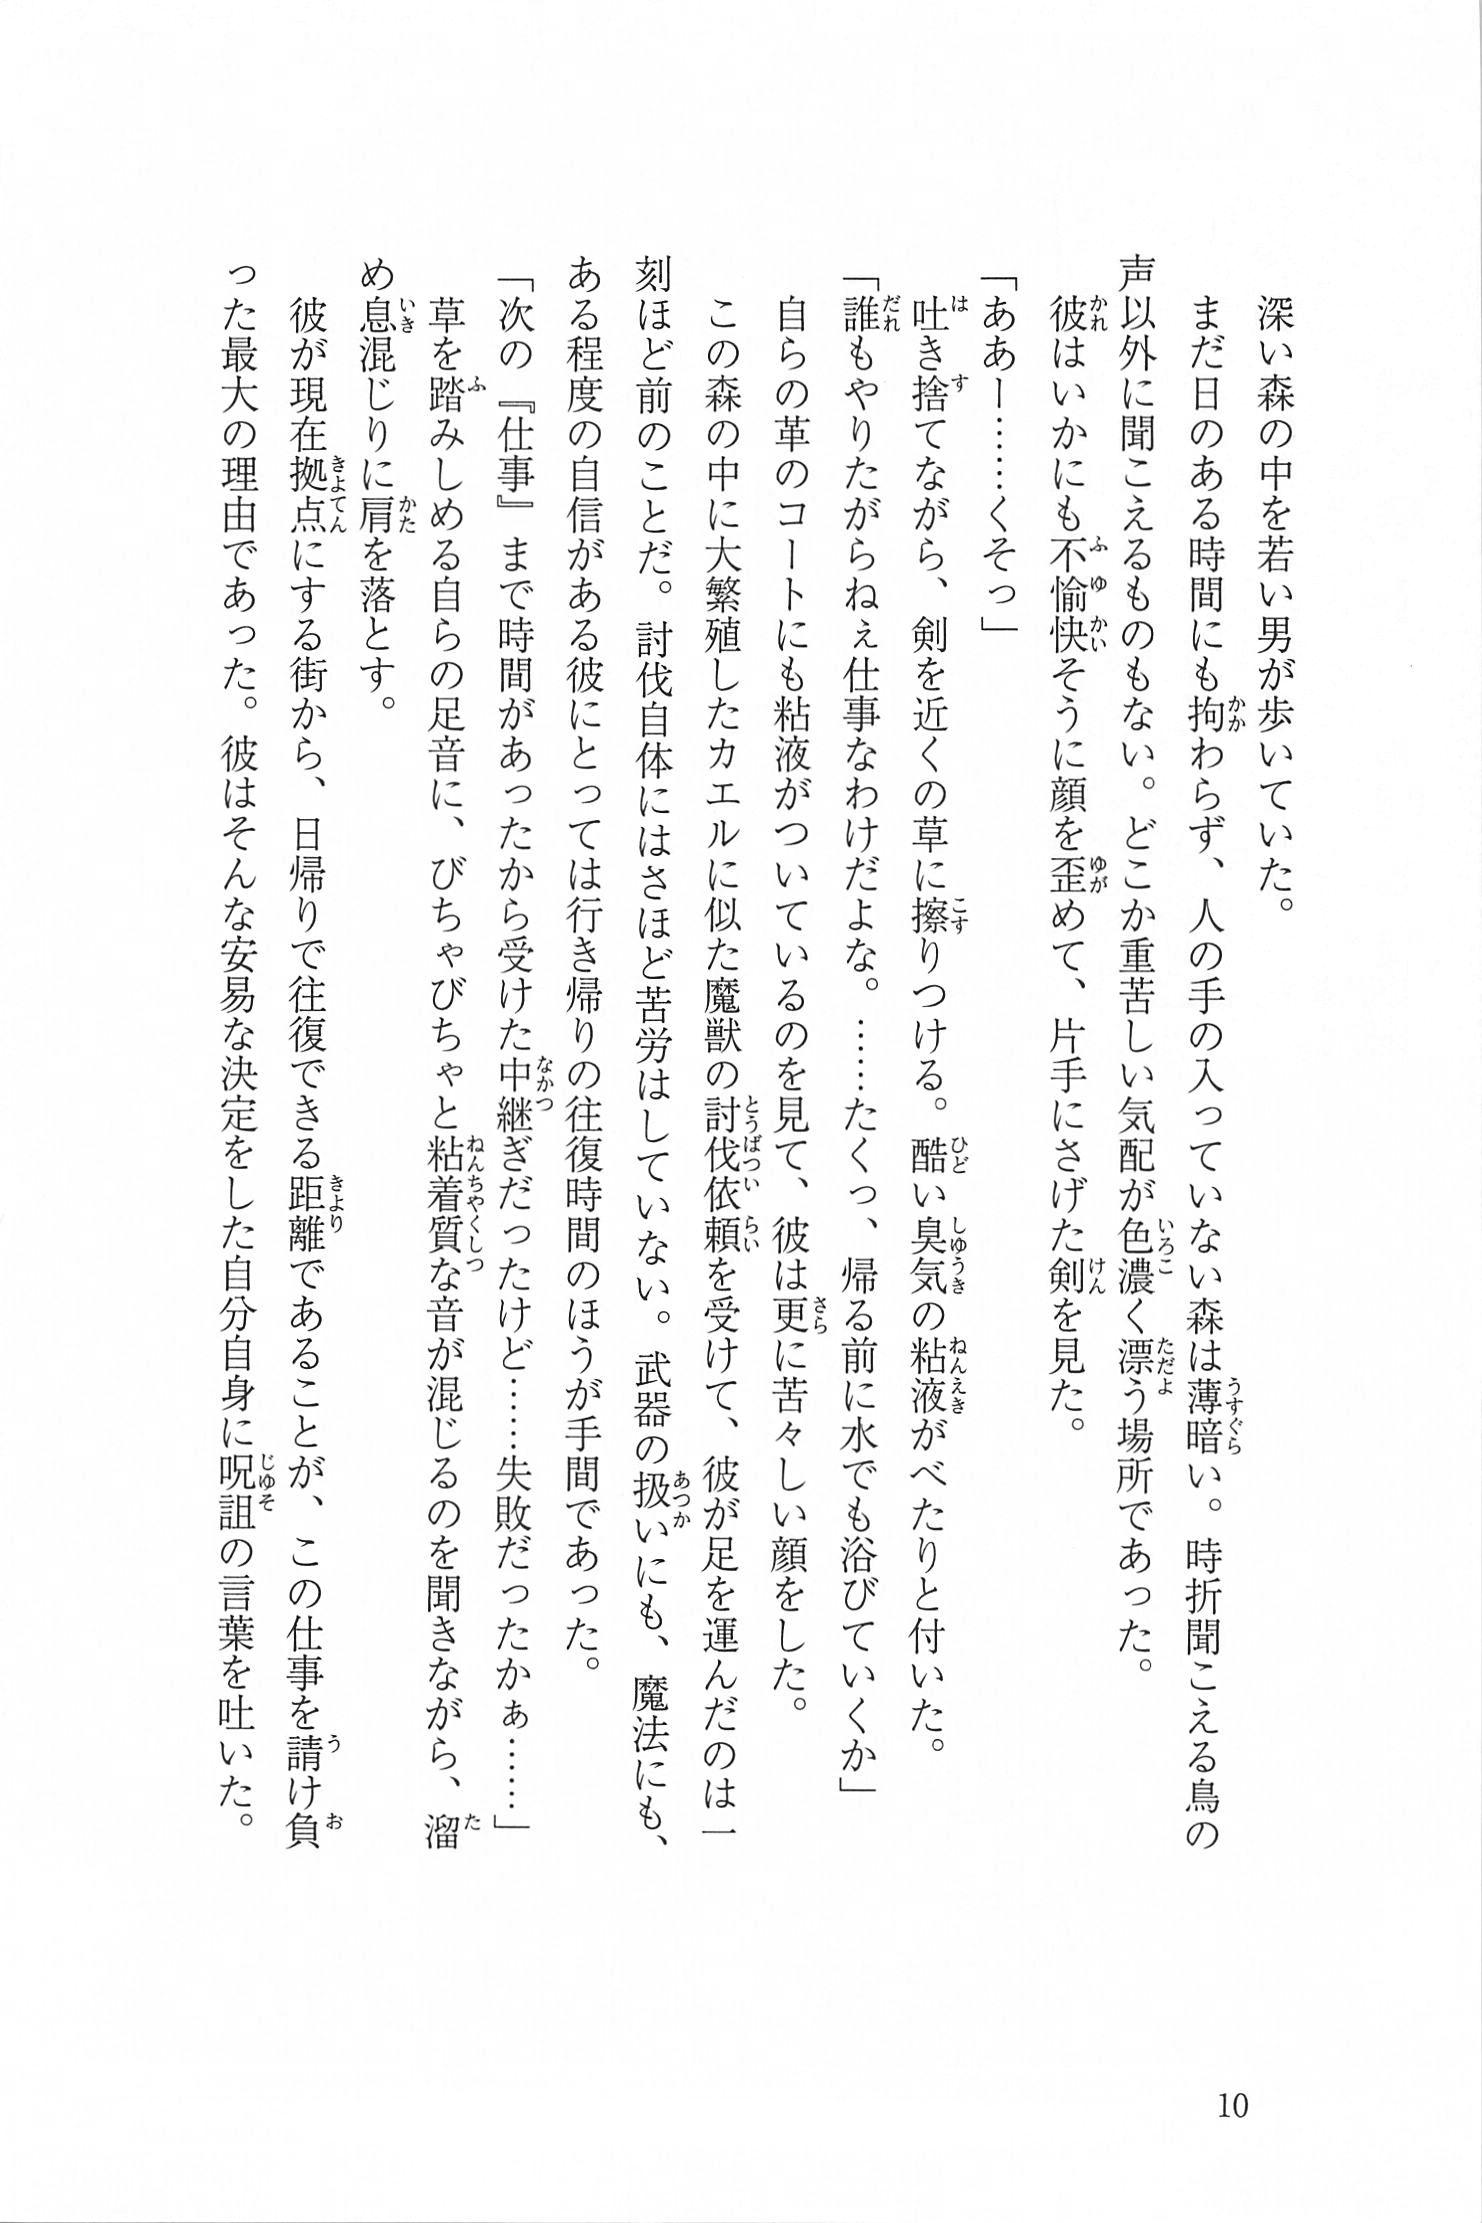 深い森の中を若い男が歩いていた。
まだ日のある時間にも拘わらず、人の手の入っていない森は薄暗い。時折聞こえる鳥の
声以外に聞こえるものもない。どこか重苦しい気配が色濃く漂う場所であった。
彼はいかにも不愉快そうに顔を歪めて、片手にさげた剣を見た。
「ああー……くそっ」
吐き捨てながら、剣を近くの草に擦りつける。酷い臭気の粘液がべたりと付いた。
「誰もやりたがらねぇ仕事なわけだよな。……たくっ、帰る前に水でも浴びていくか」
自らの革のコートにも粘液がついているのを見て、彼は更に苦々しい顔をした。
この森の中に大繁殖したカエルに似た魔獣の討伐依頼を受けて、彼が足を運んだのは一
刻ほど前のことだ。討伐自体にはさほど苦労はしていない。武器の扱いにも、魔法にも、
ある程度の自信がある彼にとっては行き帰りの往復時間のほうが手間であった。
「次の『仕事』まで時間があったから受けた中継ぎだったけど……失敗だったかぁ……」
草を踏みしめる自らの足音に、びちゃびちゃと粘着質な音が混じるのを聞きながら、溜
め息混じりに肩を落とす。
彼が現在拠点にする街から、日帰りで往復できる距離であることが、この仕事を請け負
った最大の理由であった。彼はそんな安易な決定をした自分自身に呪詛の言葉を吐いた。
10